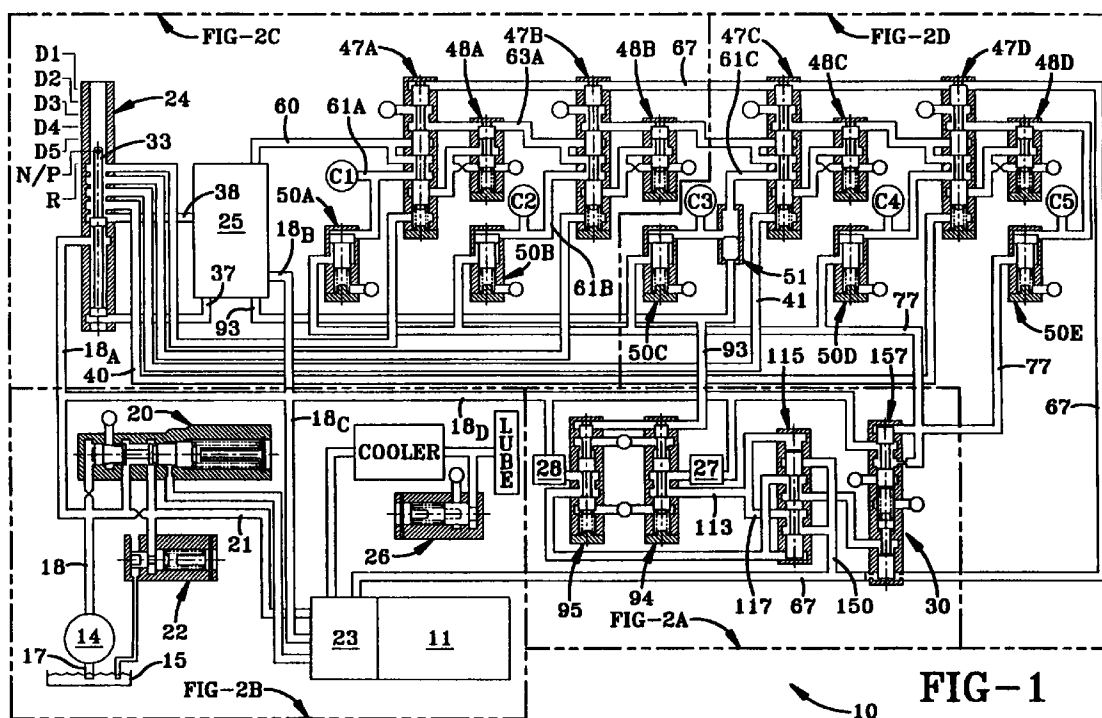 FIG-2C
FIG-2D
47A
48A
47B
63A
48B
67
47C
61C
48C
47D
48D
D1
D2
D3
D4
D5
N/P
R
24
33
60
61A
C1
50A
38
25
18B
37
93
C2
50B
61B
C3
51
41
50C
C4
50D
77
C5
50E
93
115
157
77
67
18A
40
20
18C
18D
COOLER
LUBE
28
27
113
21
26
18
22
14
17
15
23
11
95
94
117
67
150
30
FIG-2A
FIG-2B
10
FIG-1